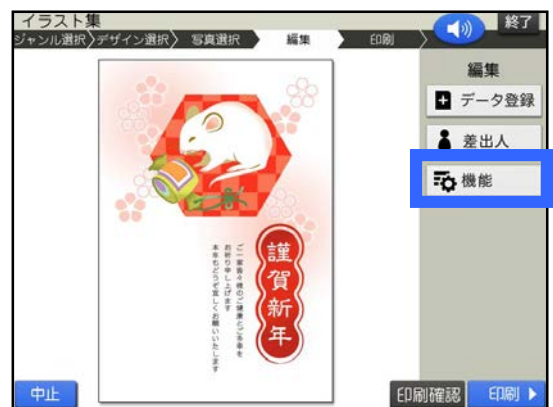 イラスト集
終了
ジャンル選択 デザイン選択 写真選択 編集 印刷
編集
データ登録
差出人
機能
謹賀新年
ご一家皆々様のご健康とご多幸を
お祈り申し上げます
本年もどうぞ宜しくお願いいたします
中止
印刷確認
印刷